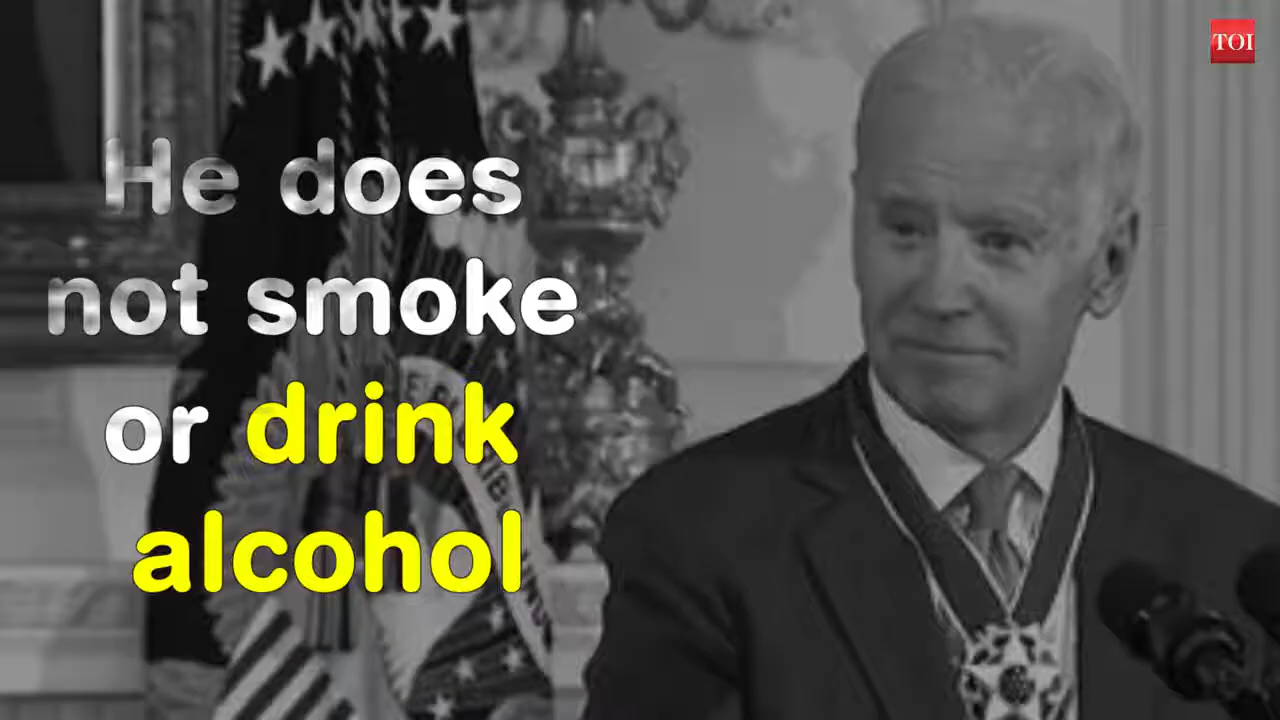 TOI
He does
not smoke
or drink
alcohol